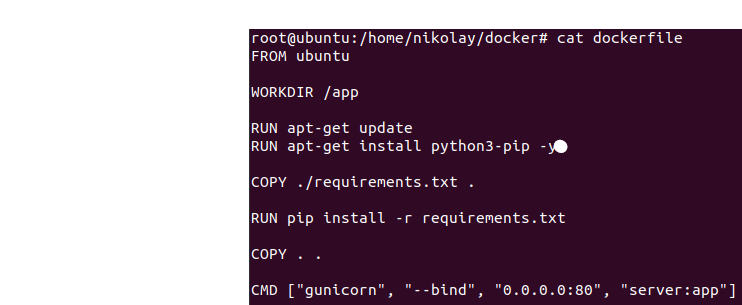 root@ubuntu:/home/nikolay/docker# cat dockerfile
FROM ubuntu
WORKDIR /app
RUN apt-get update
RUN apt-get install python3-pip -y
COPY ./requirements.txt .
RUN pip install -r requirements.txt
COPY . .
CMD ["gunicorn", "--bind", "0.0.0.0:80", "server:app"]